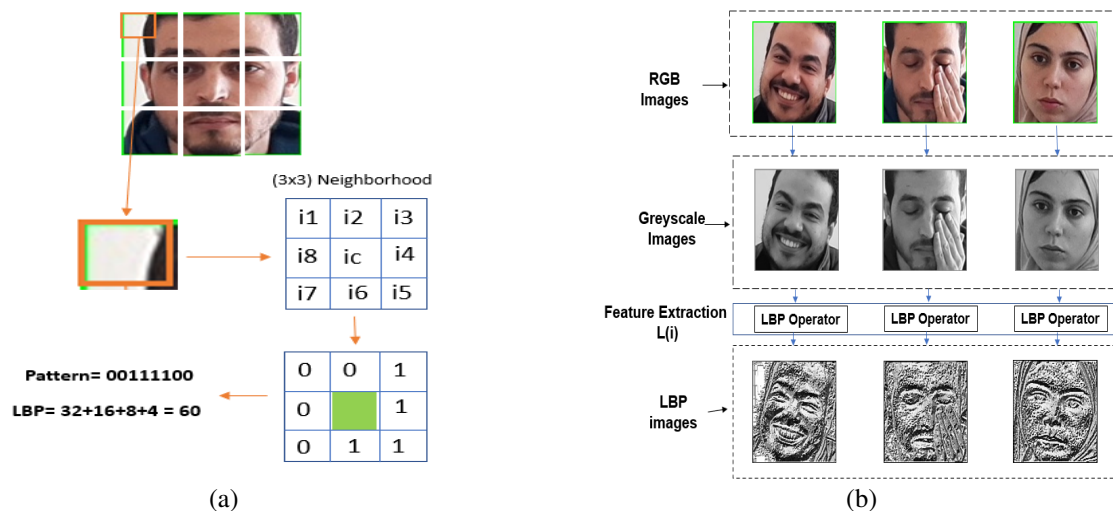 (3x3) Neighborhood
i1 i2 i3
i8 ic i4
i7 i6 i5
0 0 1
0 1
0 1 1
Pattern= 00111100
LBP= 32+16+8+4 = 60
(a)
RGB
Images
Greyscale
Images
Feature Extraction
L(i)
LBP Operator LBP Operator LBP Operator
LBP
images
(b)